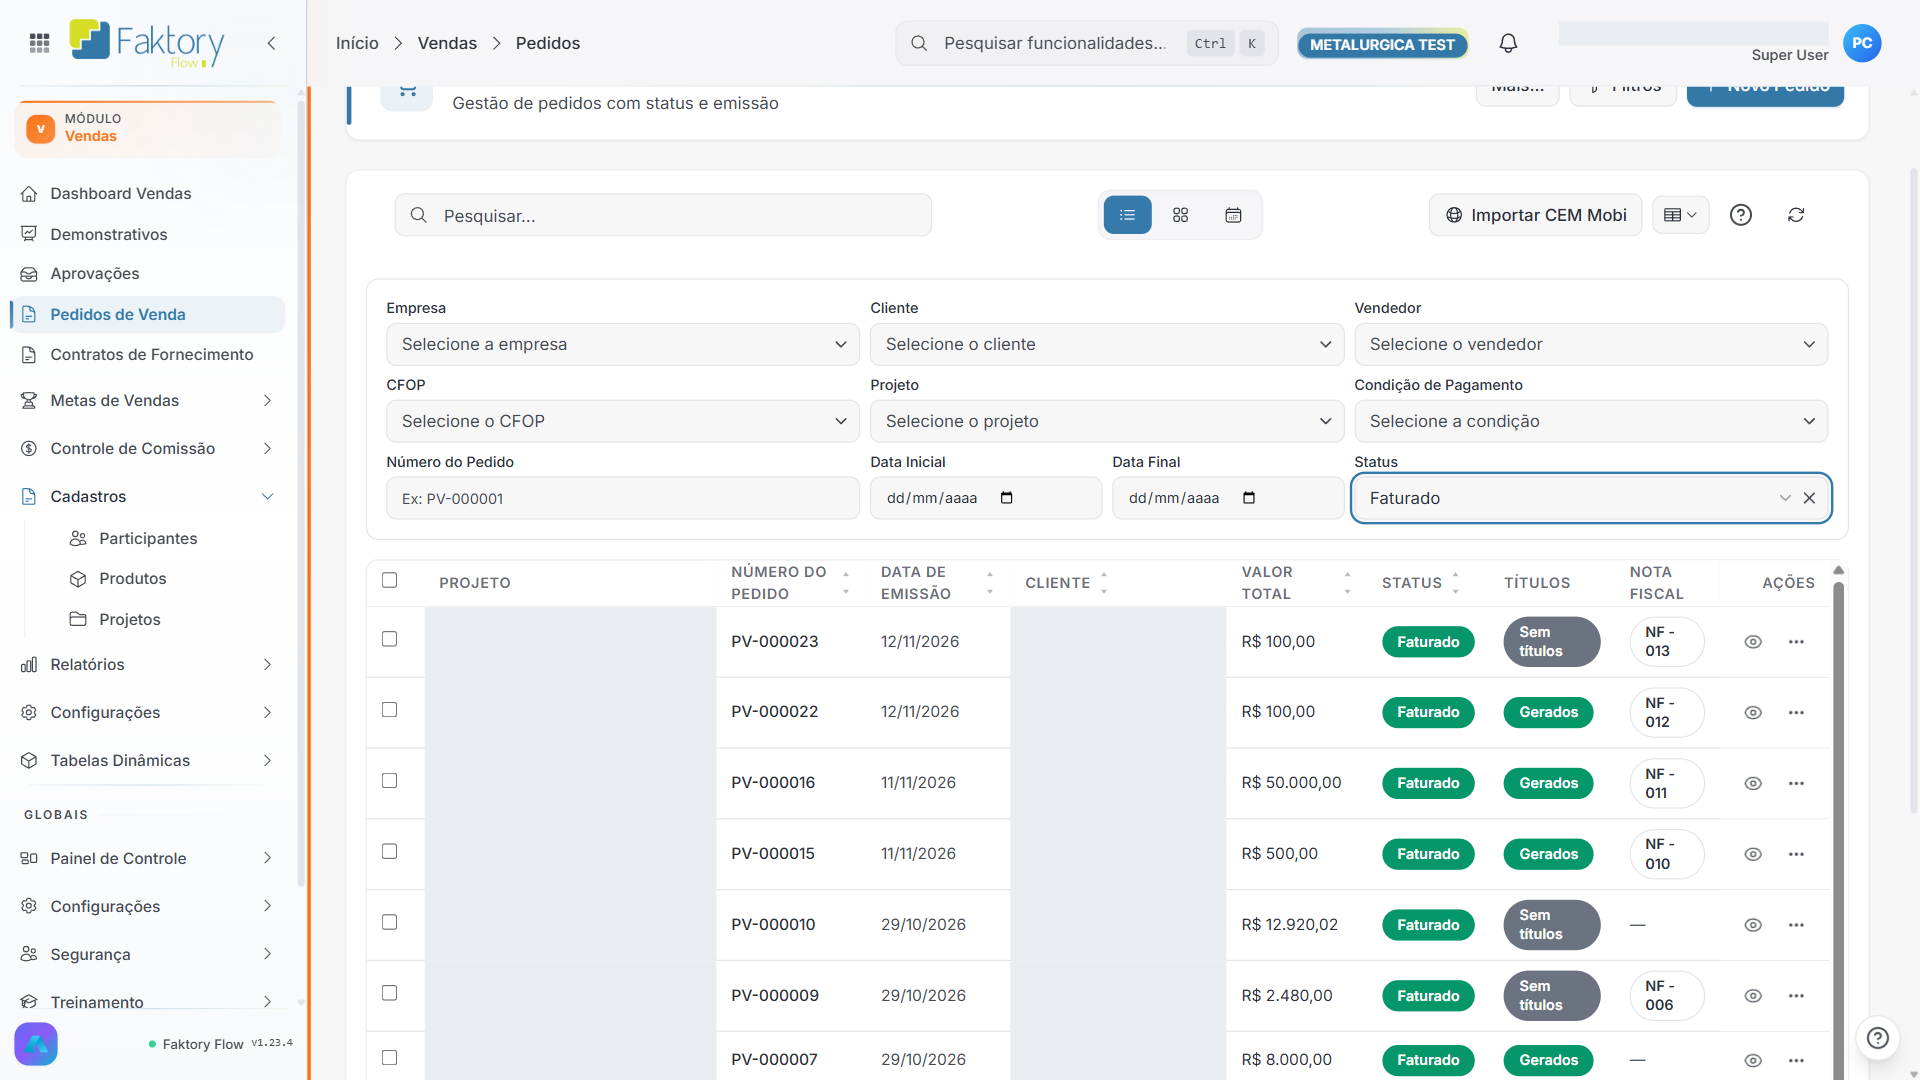 Faktory
Flow
Início > Vendas > Pedidos
Pesquisar funcionalidades...
Ctrl
K
METALURGICA TEST
Super User
PC
MÓDULO
v
Vendas
Dashboard Vendas
Demonstrativos
Aprovações
Pedidos de Venda
Contratos de Fornecimento
Metas de Vendas
Controle de Comissão
Cadastros
Participantes
Produtos
Projetos
Relatórios
Configurações
Tabelas Dinâmicas
GLOBAIS
Painel de Controle
Configurações
Segurança
Treinamento
Faktory Flow v1.23.4
Gestão de pedidos com status e emissão
Mais...
Filtros
Novo Pedido
Pesquisar...
Importar CEM Mobi
Empresa
Selecione a empresa
Cliente
Selecione o cliente
Vendedor
Selecione o vendedor
CFOP
Selecione o CFOP
Projeto
Selecione o projeto
Condição de Pagamento
Selecione a condição
Número do Pedido
Ex: PV-000001
Data Inicial
dd/mm/aaaa
Data Final
dd/mm/aaaa
Status
Faturado
PROJETO
NÚMERO DO
PEDIDO
DATA DE
EMISSÃO
CLIENTE
VALOR
TOTAL
STATUS
TÍTULOS
NOTA
FISCAL
AÇÕES
PV-000023 12/11/2026 R$ 100,00 Faturado Sem títulos NF - 013
PV-000022 12/11/2026 R$ 100,00 Faturado Gerados NF - 012
PV-000016 11/11/2026 R$ 50.000,00 Faturado Gerados NF - 011
PV-000015 11/11/2026 R$ 500,00 Faturado Gerados NF - 010
PV-000010 29/10/2026 R$ 12.920,02 Faturado Sem títulos —
PV-000009 29/10/2026 R$ 2.480,00 Faturado Sem títulos NF - 006
PV-000007 29/10/2026 R$ 8.000,00 Faturado Gerados —